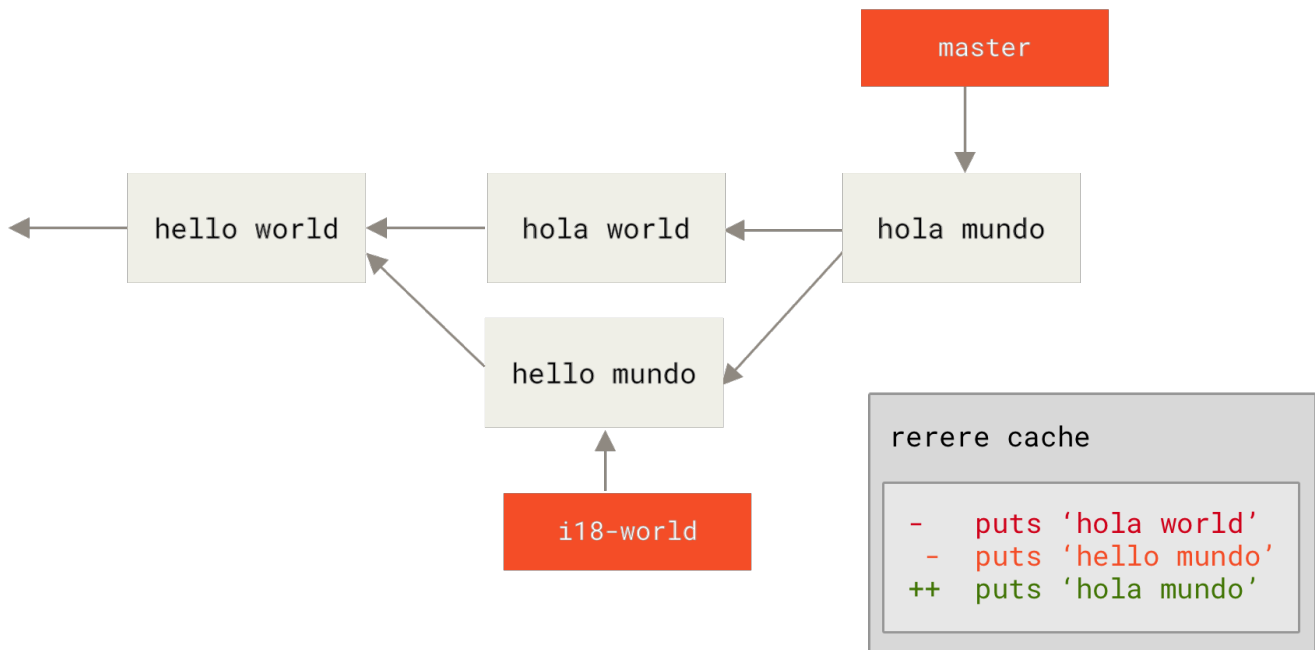 master
hello world
hola world
hola mundo
hello mundo
i18-world
rerere cache
-   puts ‘hola world’
 -  puts ‘hello mundo’
++  puts ‘hola mundo’